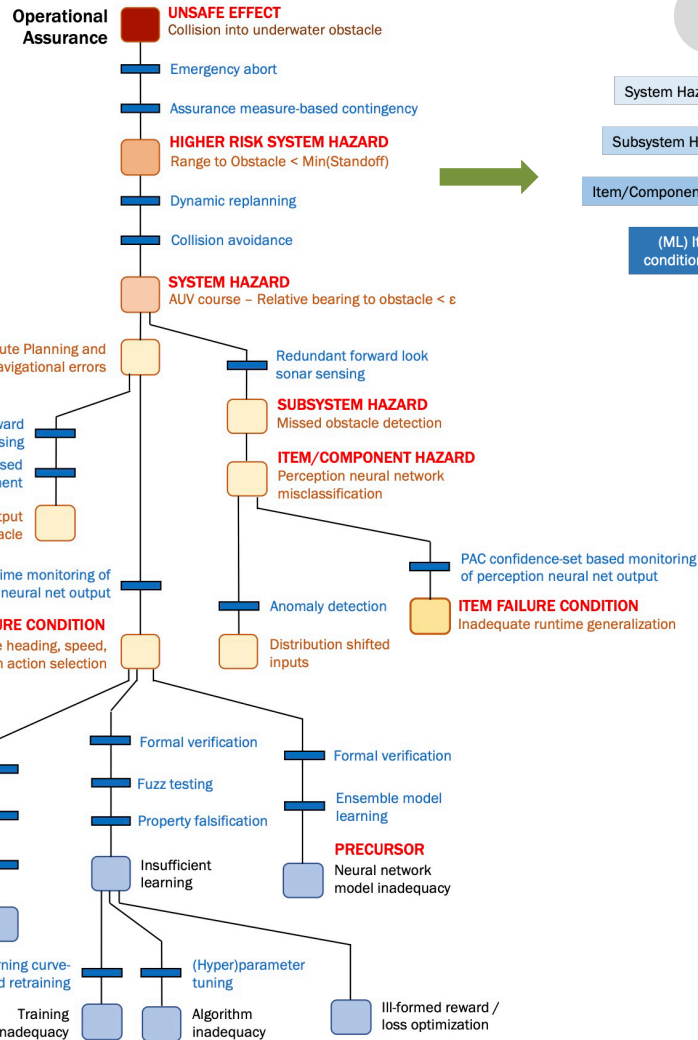 Operational
Assurance
UNSAFE EFFECT
Collision into underwater obstacle
Emergency abort
Assurance measure-based contingency
HIGHER RISK SYSTEM HAZARD
Range to Obstacle < Min(Standoff)
Dynamic replanning
Collision avoidance
SYSTEM HAZARD
AUV course – Relative bearing to obstacle < ε
System Haz
Subsystem H
Item/Component
(ML) It
condition
ute Planning and
avigational errors
Redundant forward look
sonar sensing
SUBSYSTEM HAZARD
Missed obstacle detection
ITEM/COMPONENT HAZARD
Perception neural network
misclassification
ward
sing
sed
ent
tput
acle
PAC confidence-set based monitoring
of perception neural net output
ITEM FAILURE CONDITION
Inadequate runtime generalization
ime monitoring of
neural net output
Anomaly detection
Distribution shifted
inputs
URE CONDITION
e heading, speed,
n action selection
Formal verification
Fuzz testing
Property falsification
Formal verification
Ensemble model
learning
PRECURSOR
Neural network
model inadequacy
Insufficient
learning
rning curve-
d retraining
(Hyper)parameter
tuning
Training
nadequacy
Algorithm
inadequacy
Ill-formed reward /
loss optimization